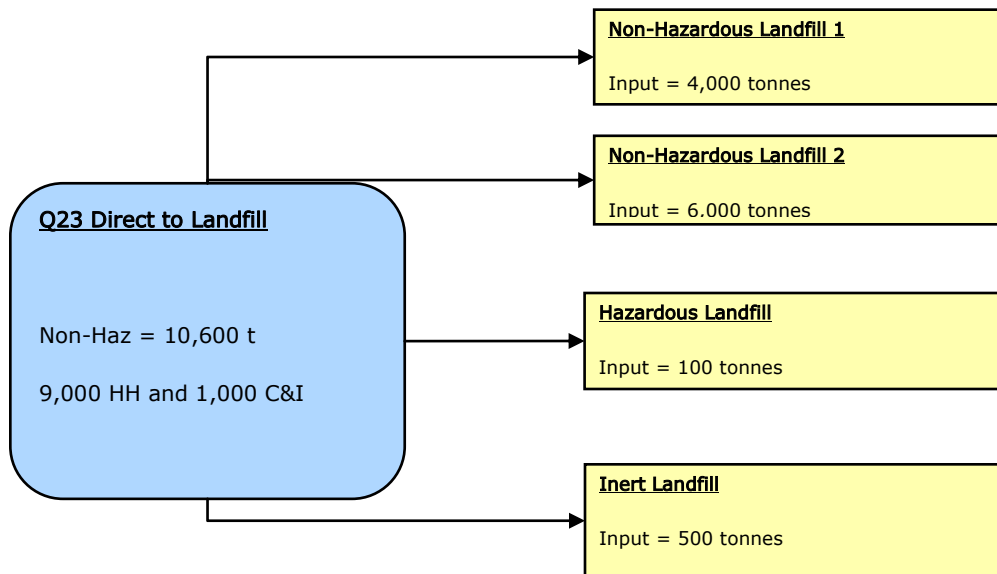 Non-Hazardous Landfill 1
Input = 4,000 tonnes
Non-Hazardous Landfill 2
Input = 6,000 tonnes
Q23 Direct to Landfill
Non-Haz = 10,600 t
9,000 HH and 1,000 C&I
Hazardous Landfill
Input = 100 tonnes
Inert Landfill
Input = 500 tonnes